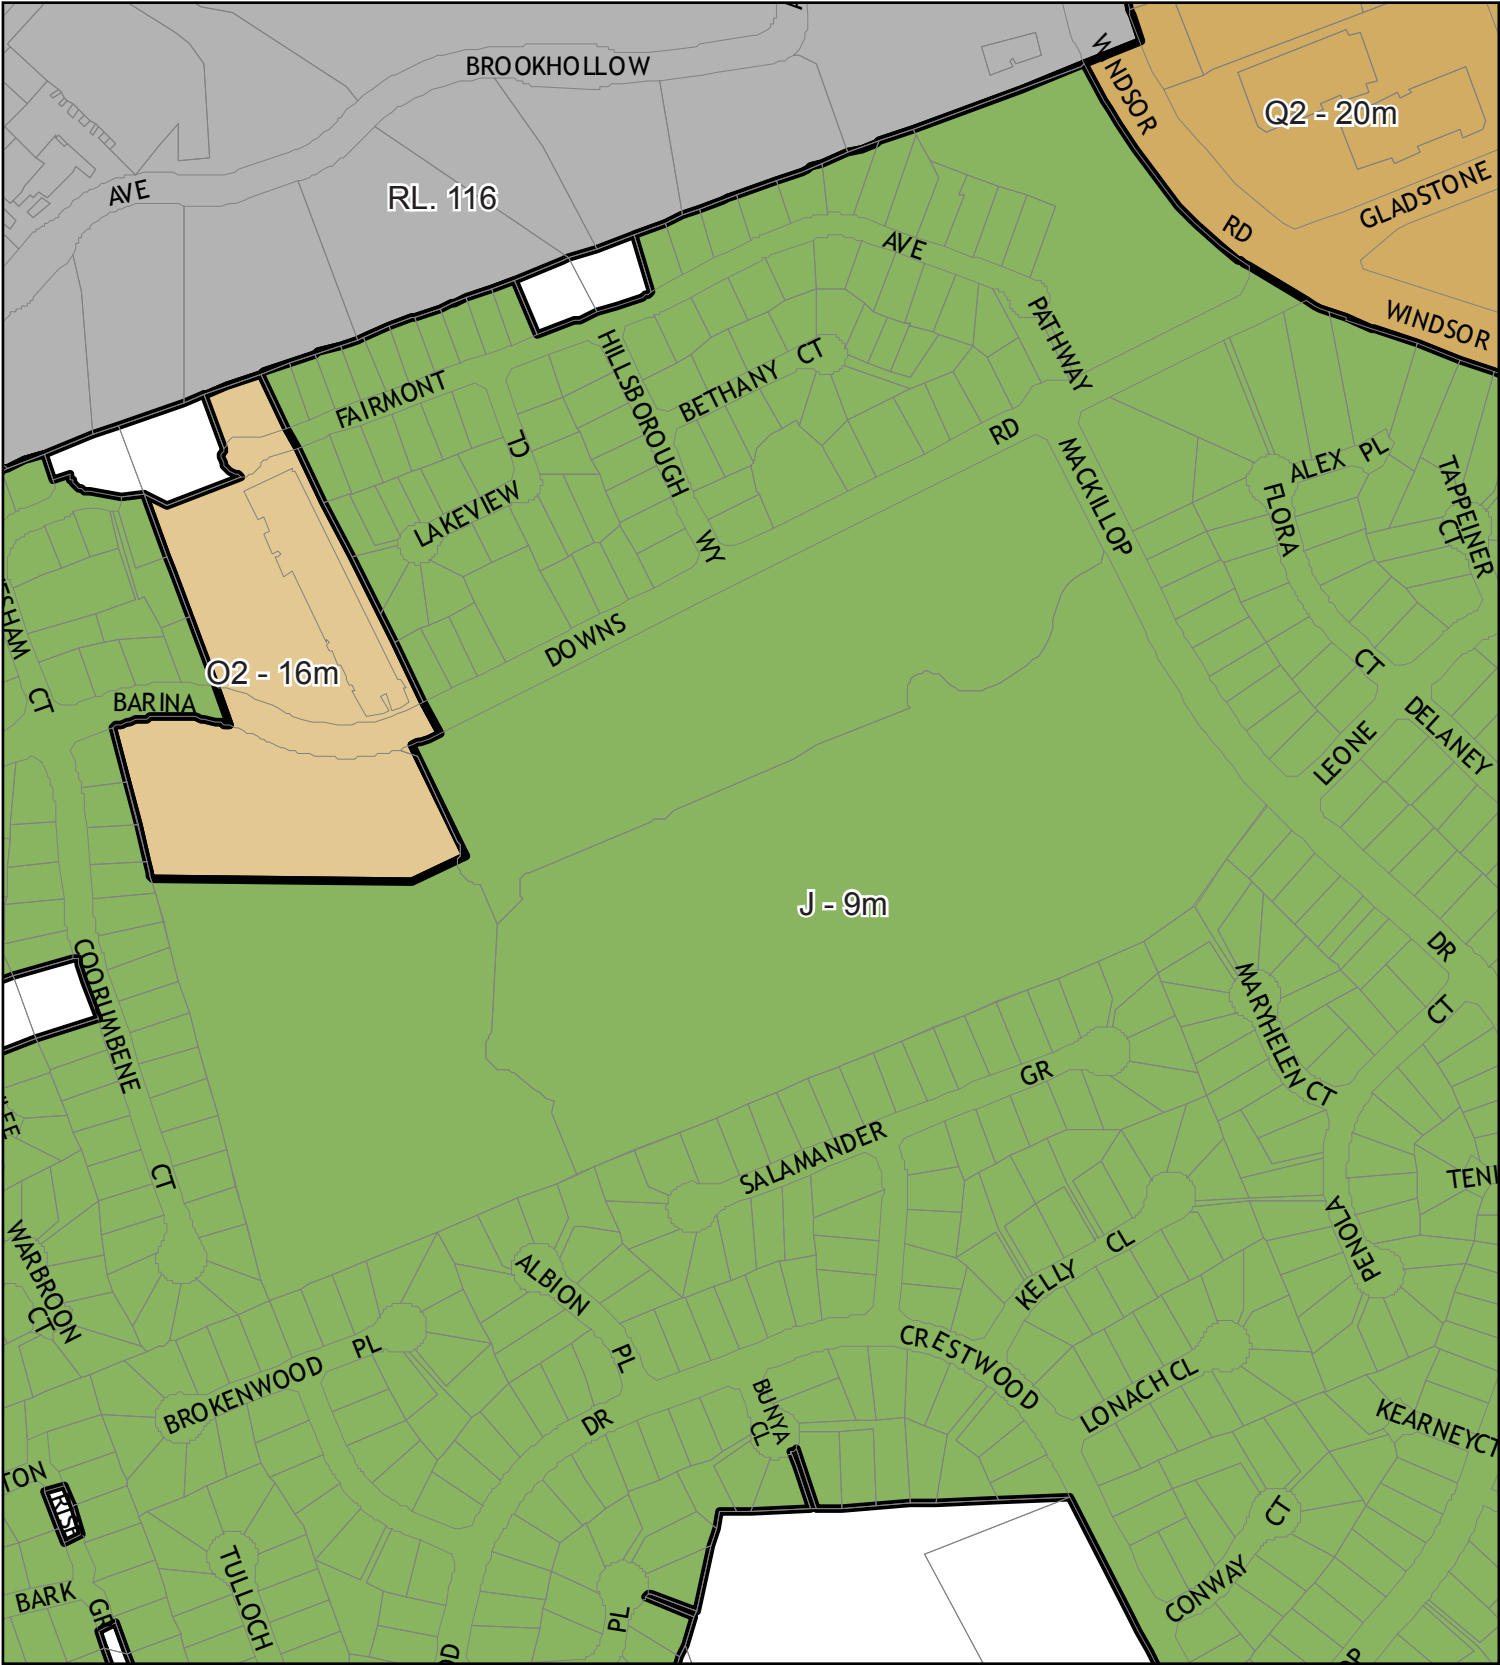 BROOKHOLLOW
AVE
RL. 116
WINDSOR
RD
Q2 - 20m
GLADSTONE
WINDSOR
AVE
PATHWAY
FAIRMONT
HILLSBOROUGH
WY
BETHANY CT
CL
LAKEVIEW
RD
DOWNS
MACKILLOP
ALEX PL
FLORA
CT
TAPPEINER
CT
O2 - 16m
BARINA
CT
LEONE
DELANEY
J - 9m
DR
CT
COORUMBENE
CT
MARYHELEN CT
GR
SALAMANDER
PENOLA
WARBROON
CT
ALBION
PL
KELLY CL
CRESTWOOD
DR
BROKENWOOD PL
BUNYA
CL
LONACH CL
KEARNEY CT
CONWAY
CT
TULLOCH
BARK
GR
PL